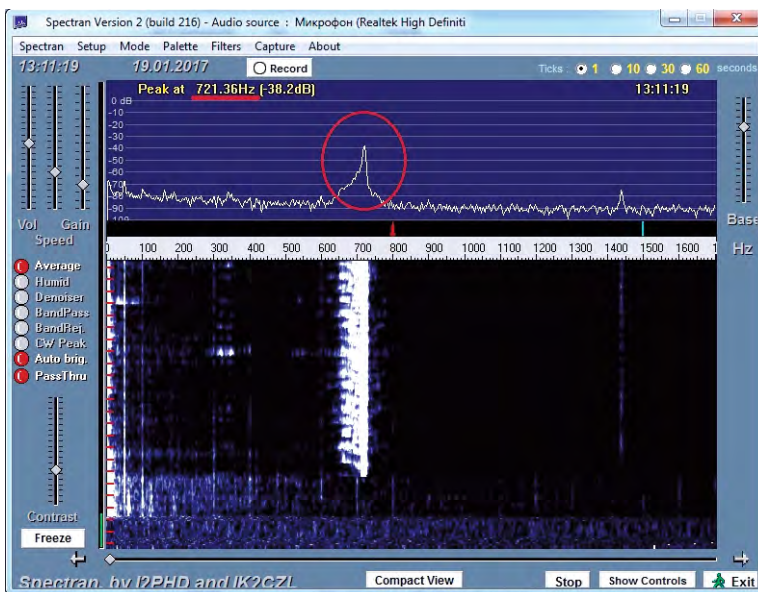 Spectran Version 2 (build 216) - Audio source : Микрофон (Realtek High Definiti
Spectran Setup Mode Palette Filters Capture About
13:11:19 19.01.2017 Record Ticks : 1 10 30 60 seconds
Peak at 721.36Hz (-38.2dB) 13:11:19
0 dB
-10
-20
-30
-40
-50
-60
-70
-80
-90
-100
Vol Gain
Speed
Base
0 100 200 300 400 500 600 700 800 900 1000 1100 1200 1300 1400 1500 1600 Hz
Average
Humid
Denoiser
BandPass
BandRej.
CW Peak
Auto brig.
PassThru
Contrast
Freeze
Spectran, by I2PHD and IK2CZL Compact View Stop Show Controls Exit